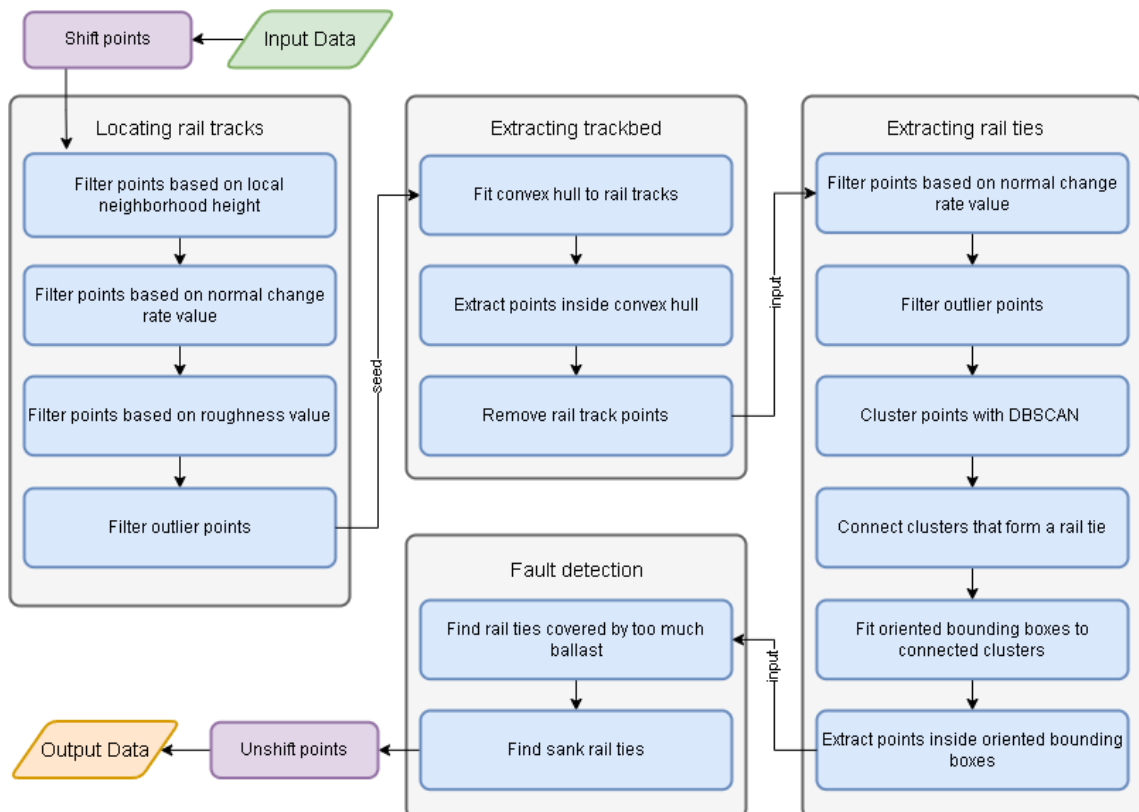 Shift points
Input Data
Locating rail tracks
Filter points based on local
neighborhood height
Filter points based on normal change
rate value
Filter points based on roughness value
Filter outlier points
seed
Extracting trackbed
Fit convex hull to rail tracks
Extract points inside convex hull
Remove rail track points
input
Extracting rail ties
Filter points based on normal change
rate value
Filter outlier points
Cluster points with DBSCAN
Connect clusters that form a rail tie
Fit oriented bounding boxes to
connected clusters
Extract points inside oriented bounding
boxes
input
Fault detection
Find rail ties covered by too much
ballast
Find sank rail ties
Unshift points
Output Data